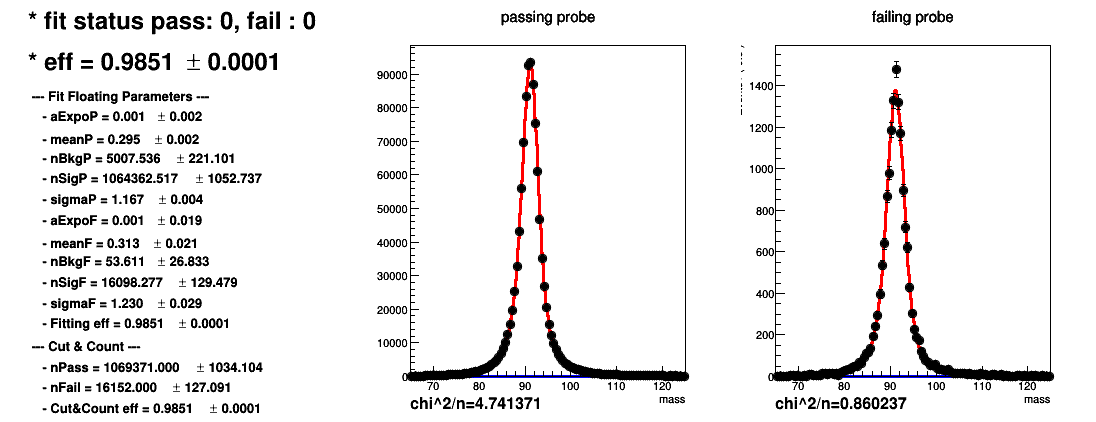 * fit status pass: 0, fail : 0
* eff = 0.9851 ± 0.0001
--- Fit Floating Parameters ---
- aExpoP = 0.001 ± 0.002
- meanP = 0.295 ± 0.002
- nBkgP = 5007.536 ± 221.101
- nSigP = 1064362.517 ± 1052.737
- sigmaP = 1.167 ± 0.004
- aExpoF = 0.001 ± 0.019
- meanF = 0.313 ± 0.021
- nBkgF = 53.611 ± 26.833
- nSigF = 16098.277 ± 129.479
- sigmaF = 1.230 ± 0.029
- Fitting eff = 0.9851 ± 0.0001
--- Cut & Count ---
- nPass = 1069371.000 ± 1034.104
- nFail = 16152.000 ± 127.091
- Cut&Count eff = 0.9851 ± 0.0001
passing probe
90000
80000
70000
60000
50000
40000
30000
20000
10000
0
70 80 90 100 110 120
mass
chi^2/n=4.741371
failing probe
1400
1200
1000
800
600
400
200
70 80 90 100 110 120
mass
chi^2/n=0.860237